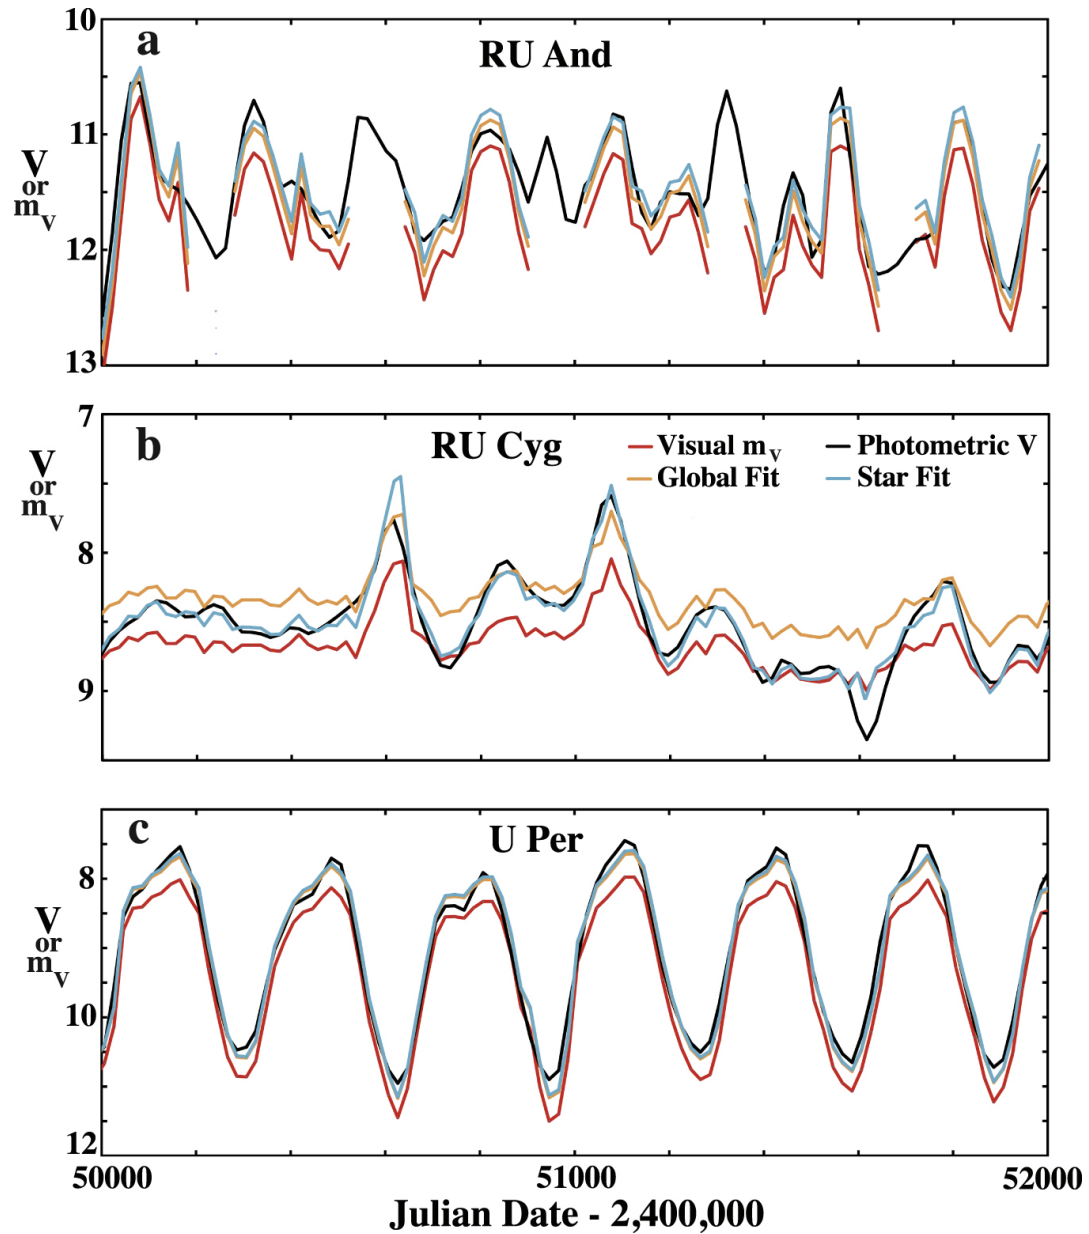 10
a
RU And
11
V
or
mV
12
13
7
b
RU Cyg
Visual mV
Photometric V
Global Fit
Star Fit
V
or
mV
8
9
c
U Per
8
V
or
mV
10
12
50000
51000
52000
Julian Date - 2,400,000